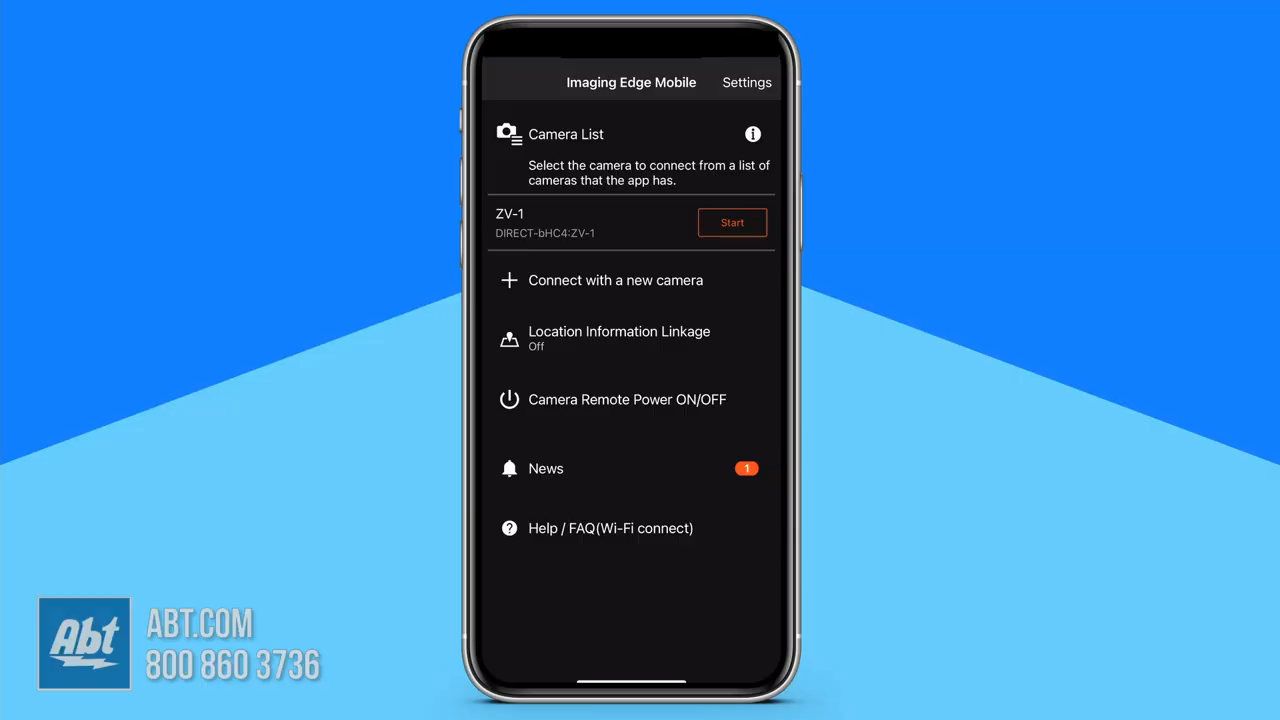 Imaging Edge Mobile
Settings
Camera List
Select the camera to connect from a list of
cameras that the app has.
ZV-1
DIRECT-bHC4:ZV-1
Start
Connect with a new camera
Location Information Linkage
Off
Camera Remote Power ON/OFF
News
1
Help / FAQ(Wi-Fi connect)
Abt
ABT.COM
800 860 3736